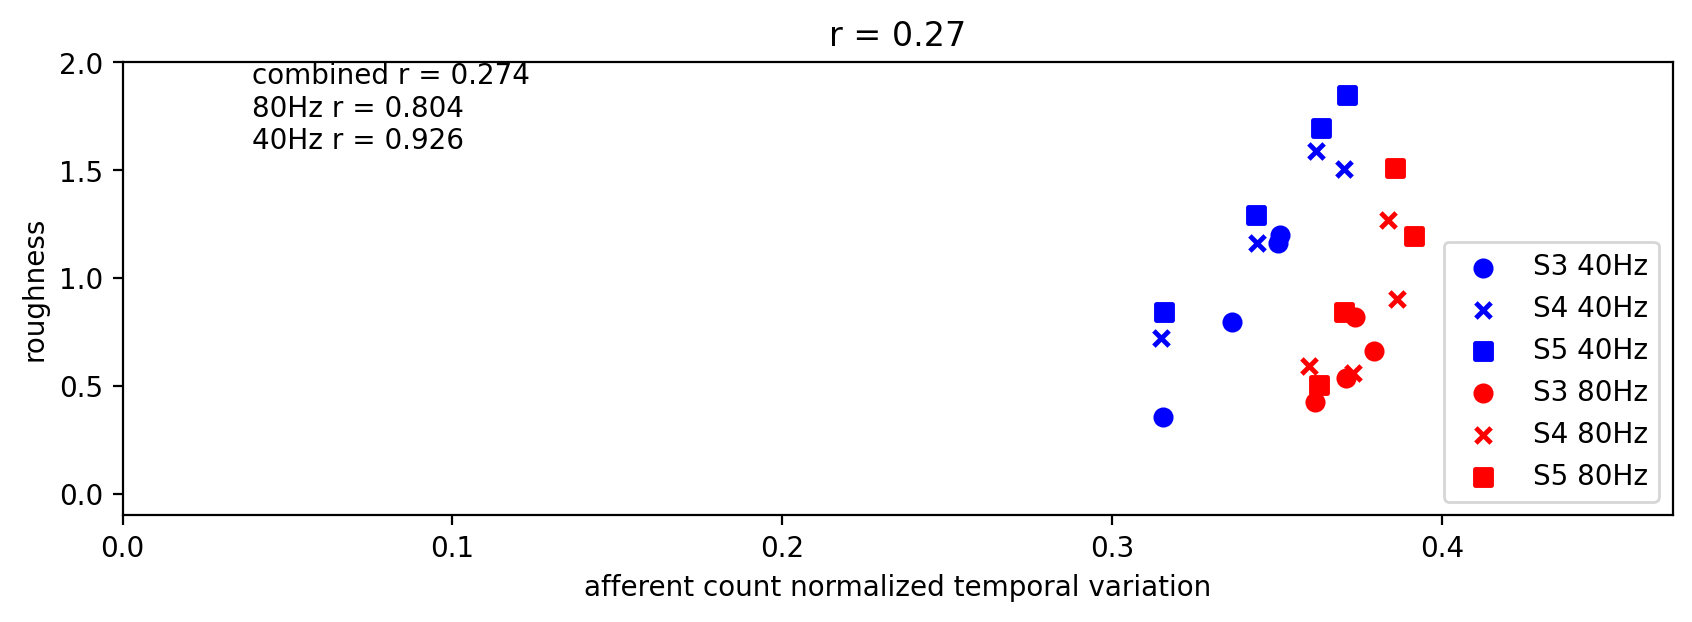 r = 0.27
combined r = 0.274
80Hz r = 0.804
40Hz r = 0.926
2.0
1.5
1.0
0.5
0.0
roughness
S3 40Hz
S4 40Hz
S5 40Hz
S3 80Hz
S4 80Hz
S5 80Hz
0.0 0.1 0.2 0.3 0.4
afferent count normalized temporal variation